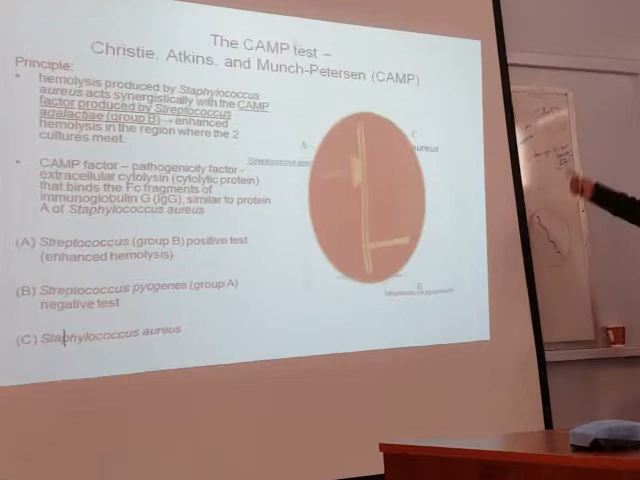 The CAMP test –
Christie, Atkins, and Munch-Petersen (CAMP)
Principle:
• hemolysis produced by Staphylococcus
aureus acts synergistically with the CAMP
factor produced by Streptococcus
agalactiae (group B) → enhanced
hemolysis in the region where the 2
cultures meet.
• CAMP factor – pathogenicity factor -
extracellular cytolysin (cytolytic protein)
that binds the Fc fragments of
immunoglobulin G (IgG), similar to protein
A of Staphylococcus aureus
(A) Streptococcus (group B) positive test
(enhanced hemolysis)
(B) Streptococcus pyogenes (group A)
negative test
(C) Staphylococcus aureus
A
Streptococcus
C
aureus
B